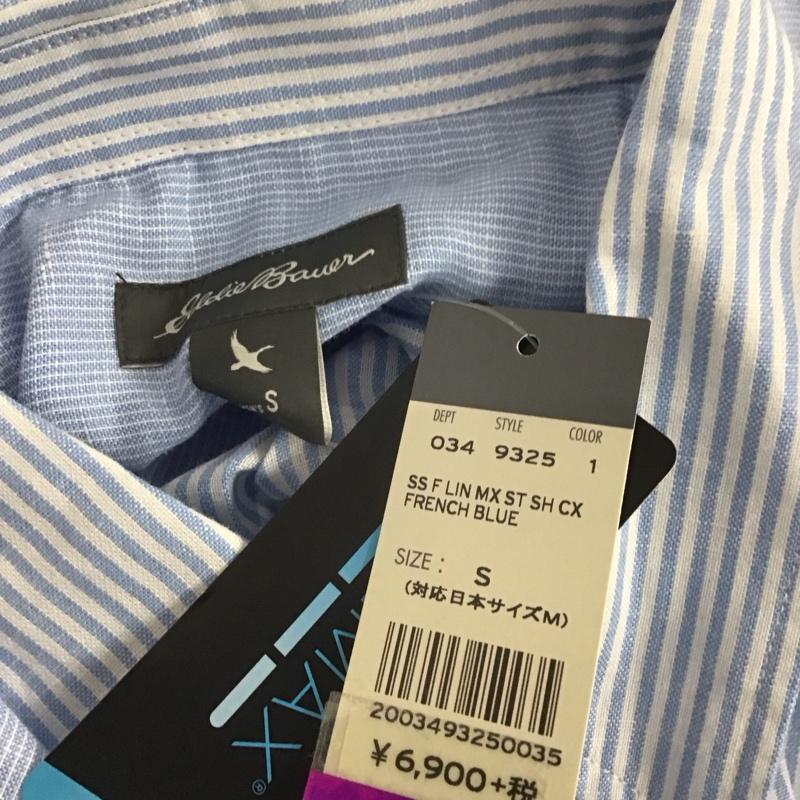 Eddie Bauer
S
DEPT STYLE COLOR
034 9325 1
SS F LIN MX ST SH CX
FRENCH BLUE
SIZE : S
(対応日本サイズM)
2003493250035
¥6,900+税
MAX®